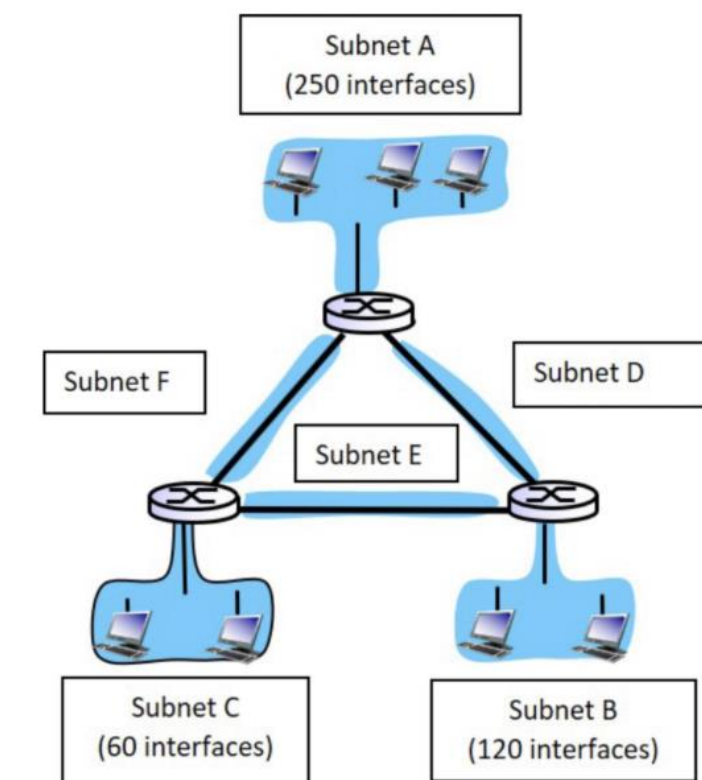 Subnet A
(250 interfaces)
Subnet F
Subnet D
Subnet E
Subnet C
(60 interfaces)
Subnet B
(120 interfaces)